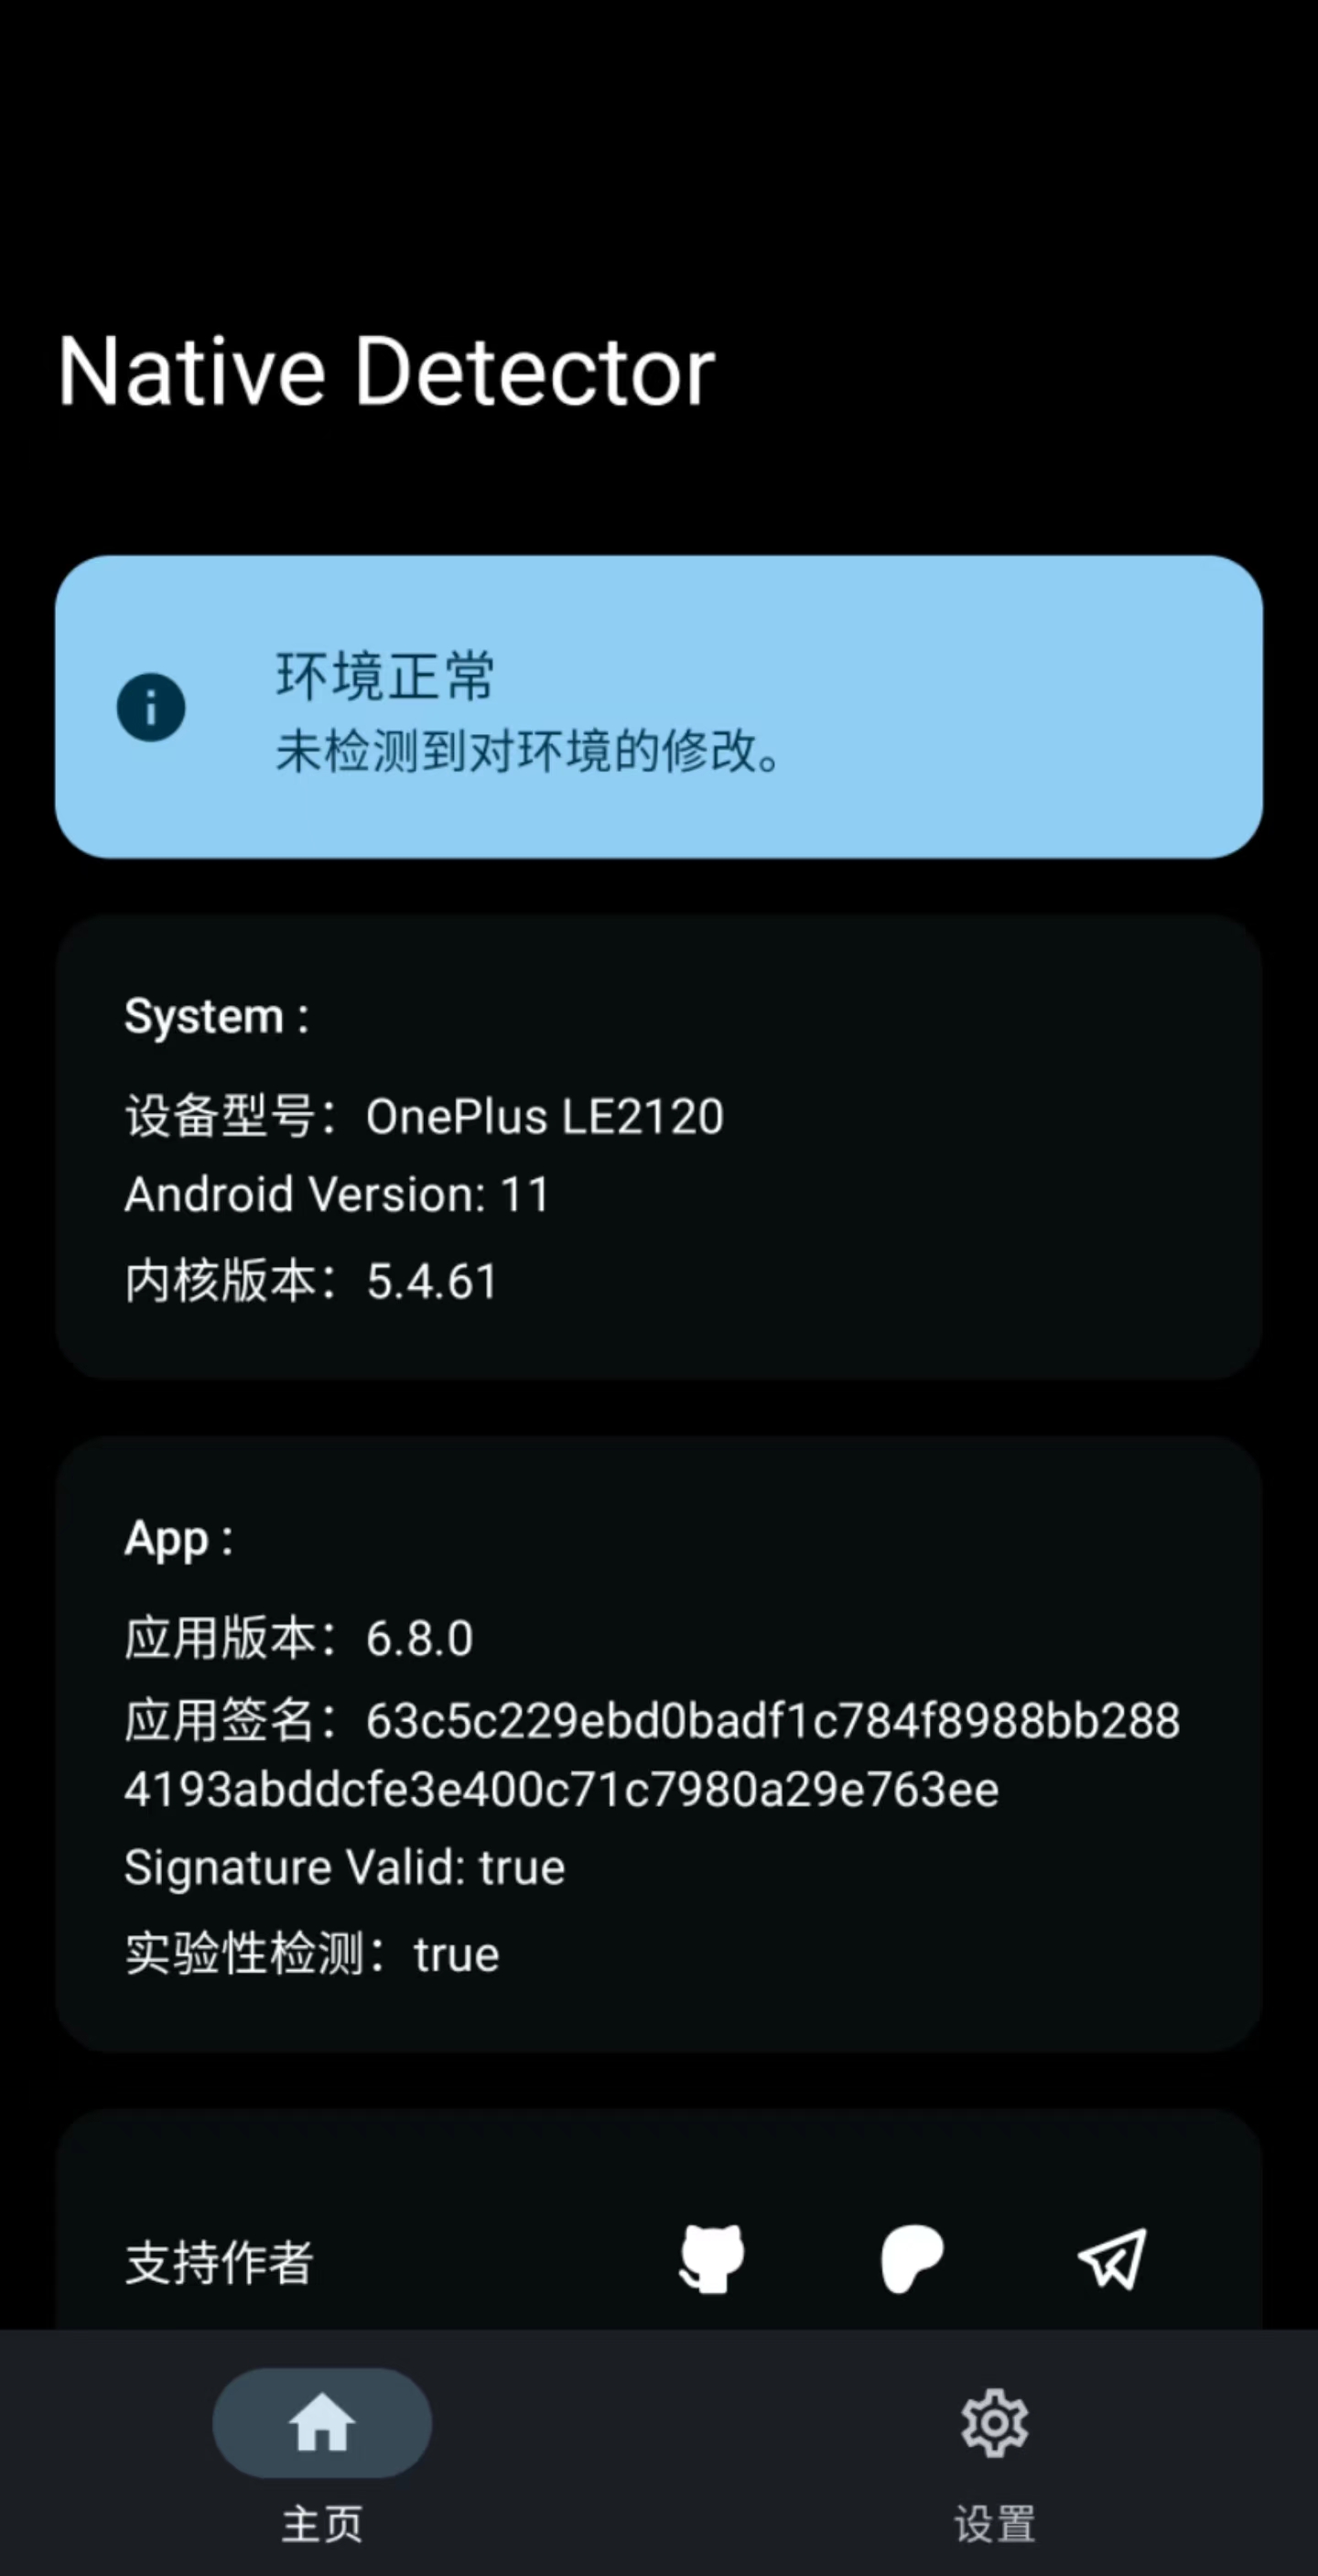 Native Detector
环境正常
未检测到对环境的修改。
System :
设备型号：OnePlus LE2120
Android Version: 11
内核版本：5.4.61
App :
应用版本：6.8.0
应用签名：63c5c229ebd0badf1c784f8988bb288
4193abddcfe3e400c71c7980a29e763ee
Signature Valid: true
实验性检测：true
支持作者
主页
设置